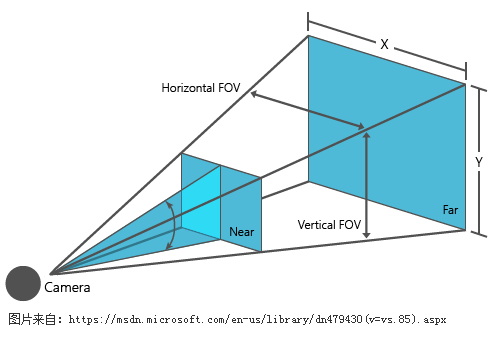 X
Horizontal FOV
Y
Far
Vertical FOV
Near
Camera
图片来自：https://msdn.microsoft.com/en-us/library/dn479430(v=vs.85).aspx